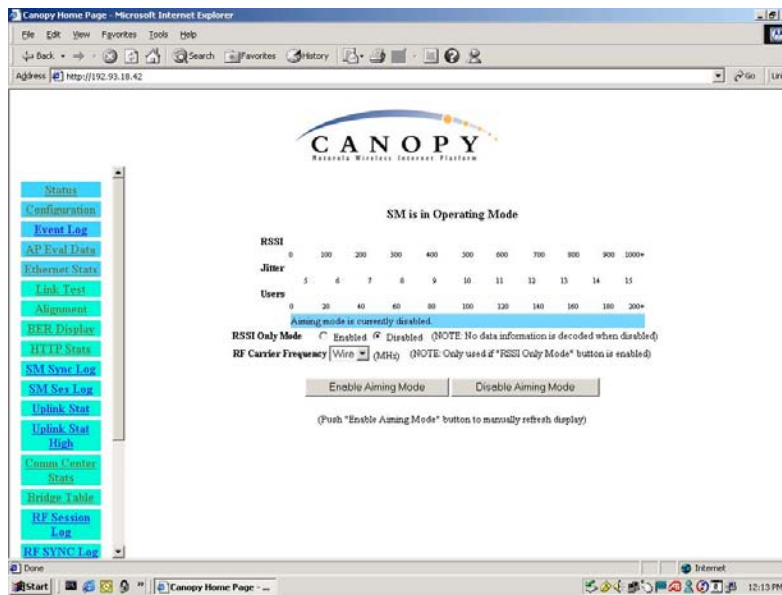 Canopy Home Page - Microsoft Internet Explorer
File Edit View Favorites Tools Help
Back Search Favorites History
Address http://192.93.18.42 Go
CANOPY
Motorola Wireless Internet Platform
Status
Configuration
Event Log
AP Eval Data
Ethernet Stats
Link Test
Alignment
BER Display
HTTP Stats
SM Sync Log
SM Ses Log
Uplink Stat
Uplink Stat
High
Comm Center
Stats
Bridge Table
RF Session
Log
RF SYNC Log
SM is in Operating Mode
RSSI
0 100 200 300 400 500 600 700 800 900 1000+
Jitter
5 6 7 8 9 10 11 12 13 14 15
Users
0 20 40 60 80 100 120 140 160 180 200+
Aiming mode is currently disabled.
RSSI Only Mode Enabled Disabled (NOTE: No data information is decoded when disabled)
RF Carrier Frequency Wire (MHz) (NOTE: Only used if "RSSI Only Mode" button is enabled)
Enable Aiming Mode Disable Aiming Mode
(Push "Enable Aiming Mode" button to manually refresh display)
Done Internet
Start Canopy Home Page - ... 12:13 PM